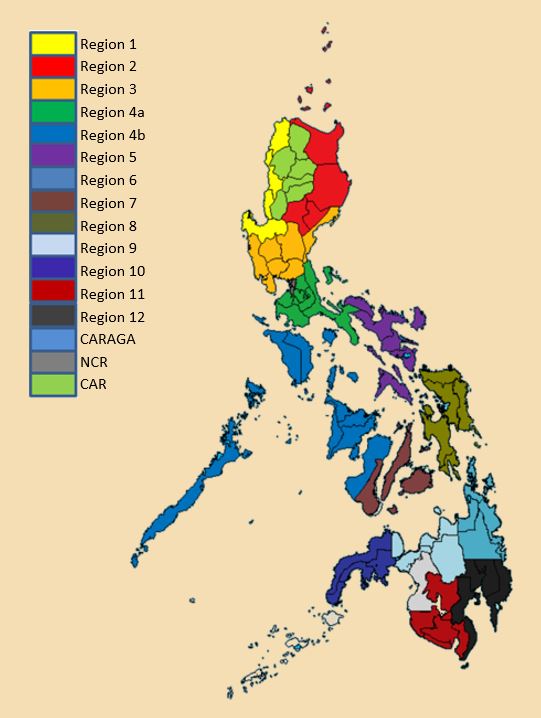 Region 1
Region 2
Region 3
Region 4a
Region 4b
Region 5
Region 6
Region 7
Region 8
Region 9
Region 10
Region 11
Region 12
CARAGA
NCR
CAR